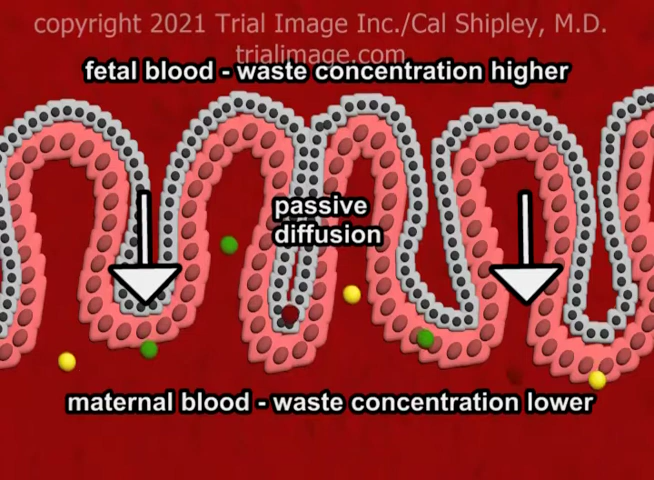 copyright 2021 Trial Image Inc./Cal Shipley, M.D.
trialimage.com
fetal blood - waste concentration higher
passive
diffusion
maternal blood - waste concentration lower